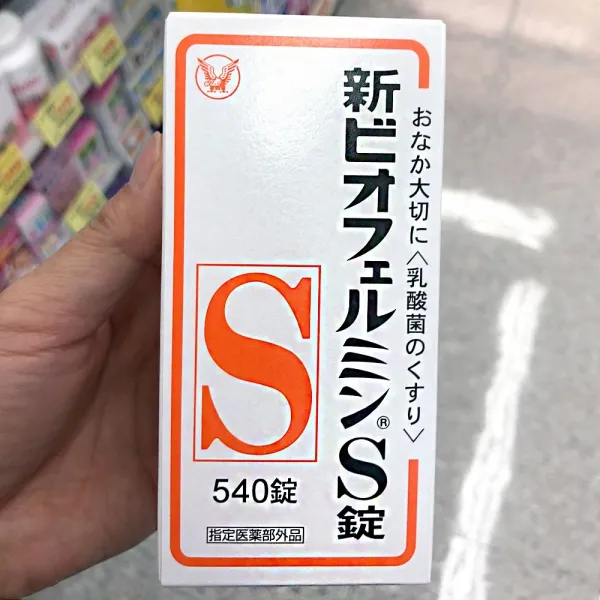 おなか大切に〈乳酸菌のくすり〉
新ビオフェルミン®S錠
S
540錠
指定医薬部外品